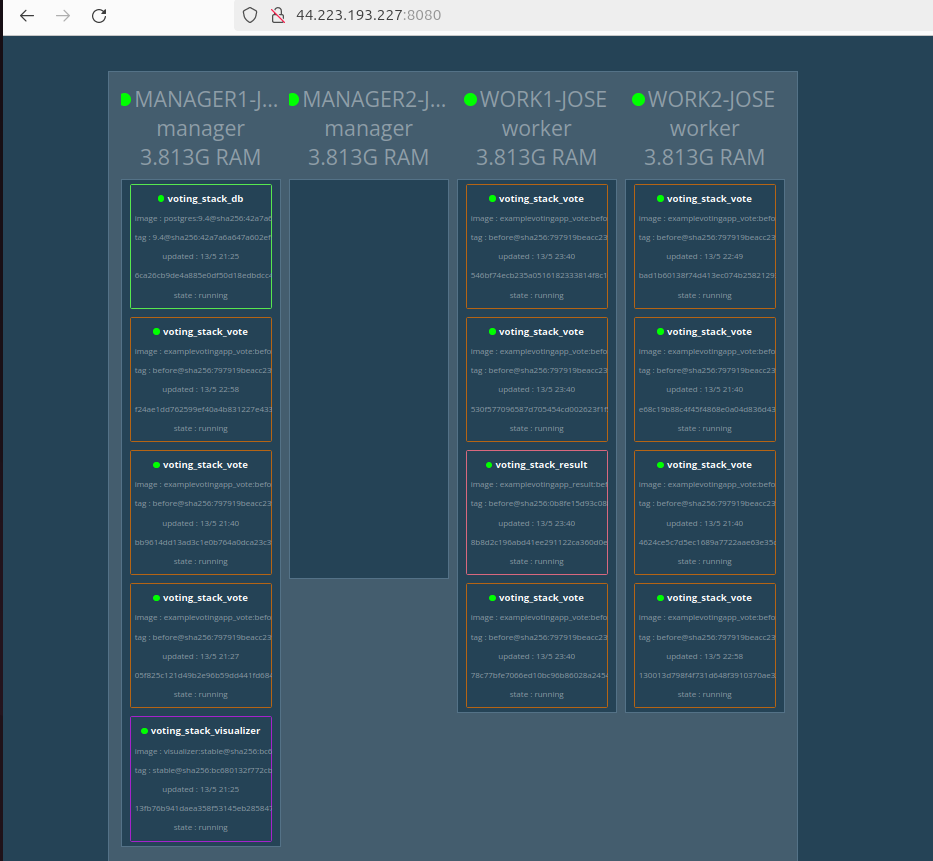 44.223.193.227:8080
MANAGER1-J...
manager
3.813G RAM
voting_stack_db
image : postgres:9.4@sha256:42a7a6
tag : 9.4@sha256:42a7a6a647a602ef
updated : 13/5 21:25
6ca26cb9de4a885e0df50d18edbdcc
state : running
voting_stack_vote
image : examplevotingapp_vote:befo
tag : before@sha256:797919beacc23
updated : 13/5 22:58
f24ae1dd762599ef40a4b831227e433
state : running
voting_stack_vote
image : examplevotingapp_vote:befo
tag : before@sha256:797919beacc23
updated : 13/5 21:40
bb9614dd13ad3c1e0b764a0dca23c3
state : running
voting_stack_vote
image : examplevotingapp_vote:befo
tag : before@sha256:797919beacc23
updated : 13/5 21:27
05f825c121d49b2e96b59dd441fd68
state : running
voting_stack_visualizer
image : visualizer:stable@sha256:bc6
tag : stable@sha256:bc680132f772cb
updated : 13/5 21:25
13fb76b941daea358f53145eb285847
state : running
MANAGER2-J...
manager
3.813G RAM
WORK1-JOSE
worker
3.813G RAM
voting_stack_vote
image : examplevotingapp_vote:befo
tag : before@sha256:797919beacc23
updated : 13/5 23:40
546bf74ecb235a0516182333814f8c1
state : running
voting_stack_vote
image : examplevotingapp_vote:befo
tag : before@sha256:797919beacc23
updated : 13/5 23:40
530f577096587d705454cd002623f1f
state : running
voting_stack_result
image : examplevotingapp_result:bef
tag : before@sha256:0b8fe15d93c08
updated : 13/5 23:40
8b8d2c196abd41ee291122ca360d0e
state : running
voting_stack_vote
image : examplevotingapp_vote:befo
tag : before@sha256:797919beacc23
updated : 13/5 23:40
78c77bfe7066ed10bc96b86028a245
state : running
WORK2-JOSE
worker
3.813G RAM
voting_stack_vote
image : examplevotingapp_vote:befo
tag : before@sha256:797919beacc23
updated : 13/5 22:49
bad1b60138f74d413ec074b2582129
state : running
voting_stack_vote
image : examplevotingapp_vote:befo
tag : before@sha256:797919beacc23
updated : 13/5 21:40
e68c19b88c4f45f4868e0a04d836d43
state : running
voting_stack_vote
image : examplevotingapp_vote:befo
tag : before@sha256:797919beacc23
updated : 13/5 21:40
4624ce5c7d5ec1689a7722aae63e35
state : running
voting_stack_vote
image : examplevotingapp_vote:befo
tag : before@sha256:797919beacc23
updated : 13/5 22:58
130013d798f4f731d648f3910370ae3
state : running